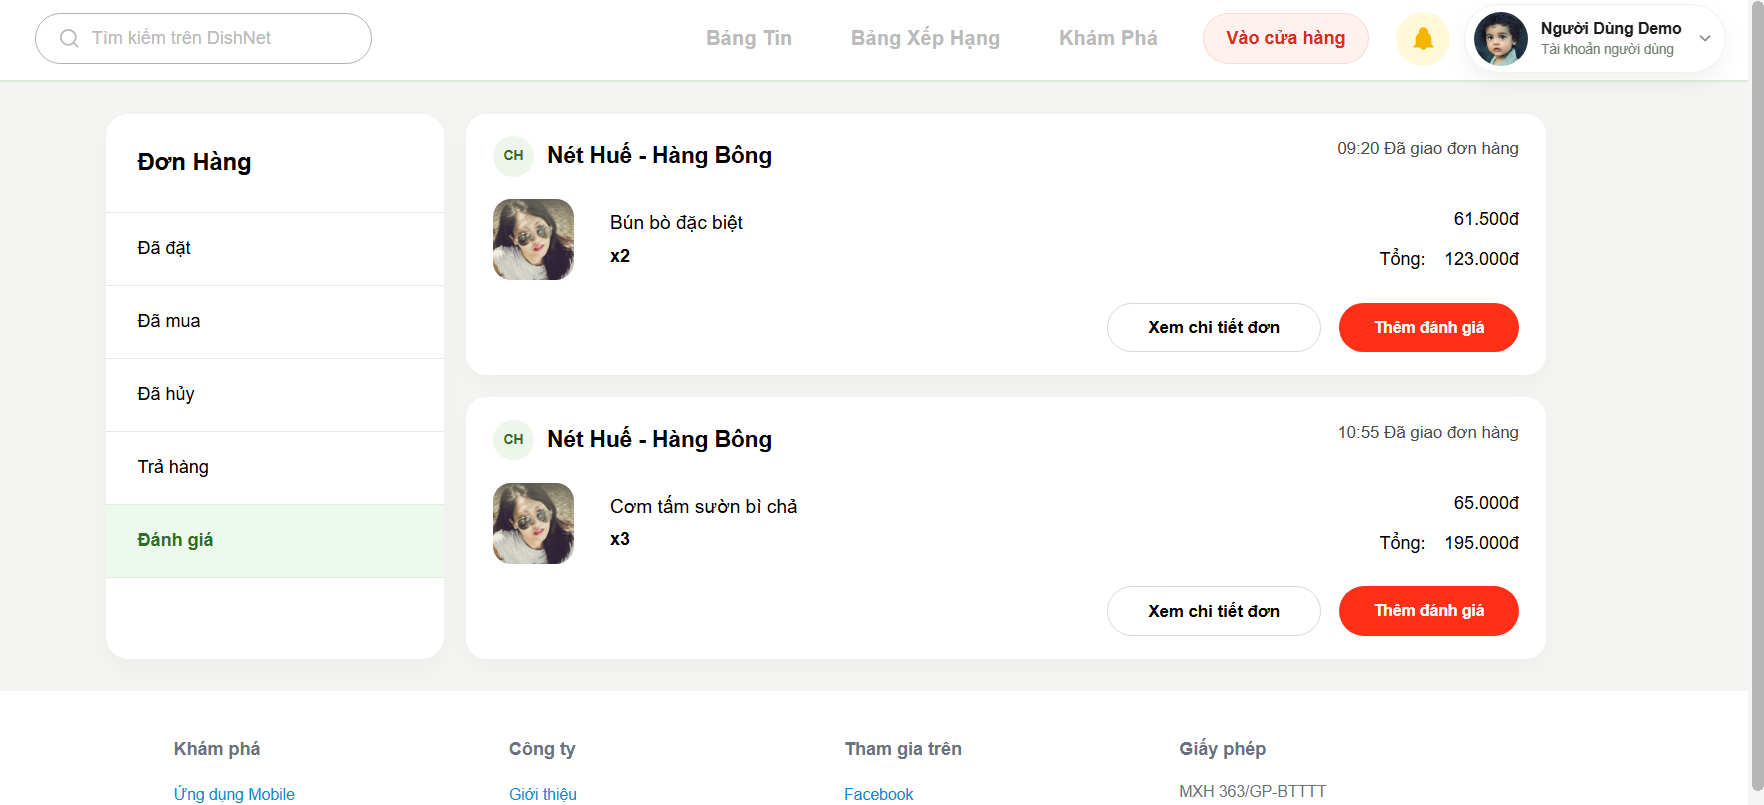 Tìm kiếm trên DishNet
Bảng Tin
Bảng Xếp Hạng
Khám Phá
Vào cửa hàng
Người Dùng Demo
Tài khoản người dùng
Đơn Hàng
Đã đặt
Đã mua
Đã hủy
Trả hàng
Đánh giá
CH
Nét Huế - Hàng Bông
09:20 Đã giao đơn hàng
Bún bò đặc biệt
61.500đ
x2
Tổng: 123.000đ
Xem chi tiết đơn
Thêm đánh giá
CH
Nét Huế - Hàng Bông
10:55 Đã giao đơn hàng
Cơm tấm sườn bì chả
65.000đ
x3
Tổng: 195.000đ
Xem chi tiết đơn
Thêm đánh giá
Khám phá
Công ty
Tham gia trên
Giấy phép
Ứng dụng Mobile
Giới thiệu
Facebook
MXH 363/GP-BTTTT